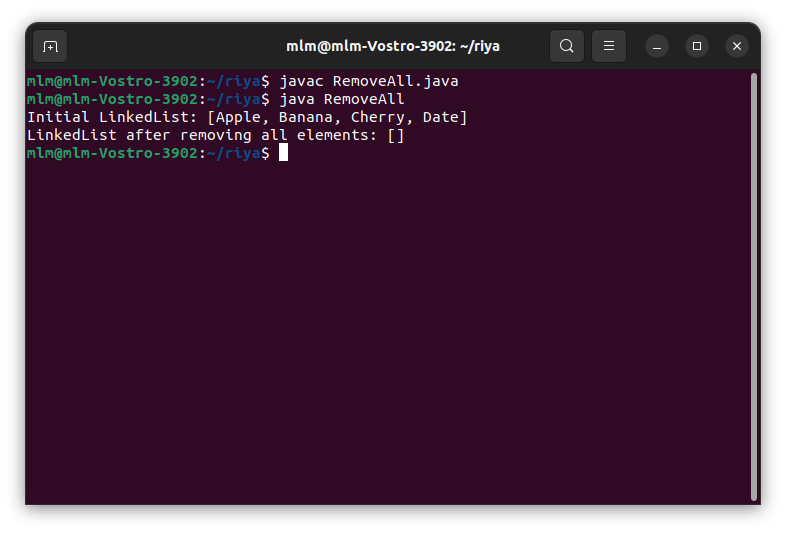 mlm@mlm-Vostro-3902: ~/riya
mlm@mlm-Vostro-3902:~/riya$ javac RemoveAll.java
mlm@mlm-Vostro-3902:~/riya$ java RemoveAll
Initial LinkedList: [Apple, Banana, Cherry, Date]
LinkedList after removing all elements: []
mlm@mlm-Vostro-3902:~/riya$